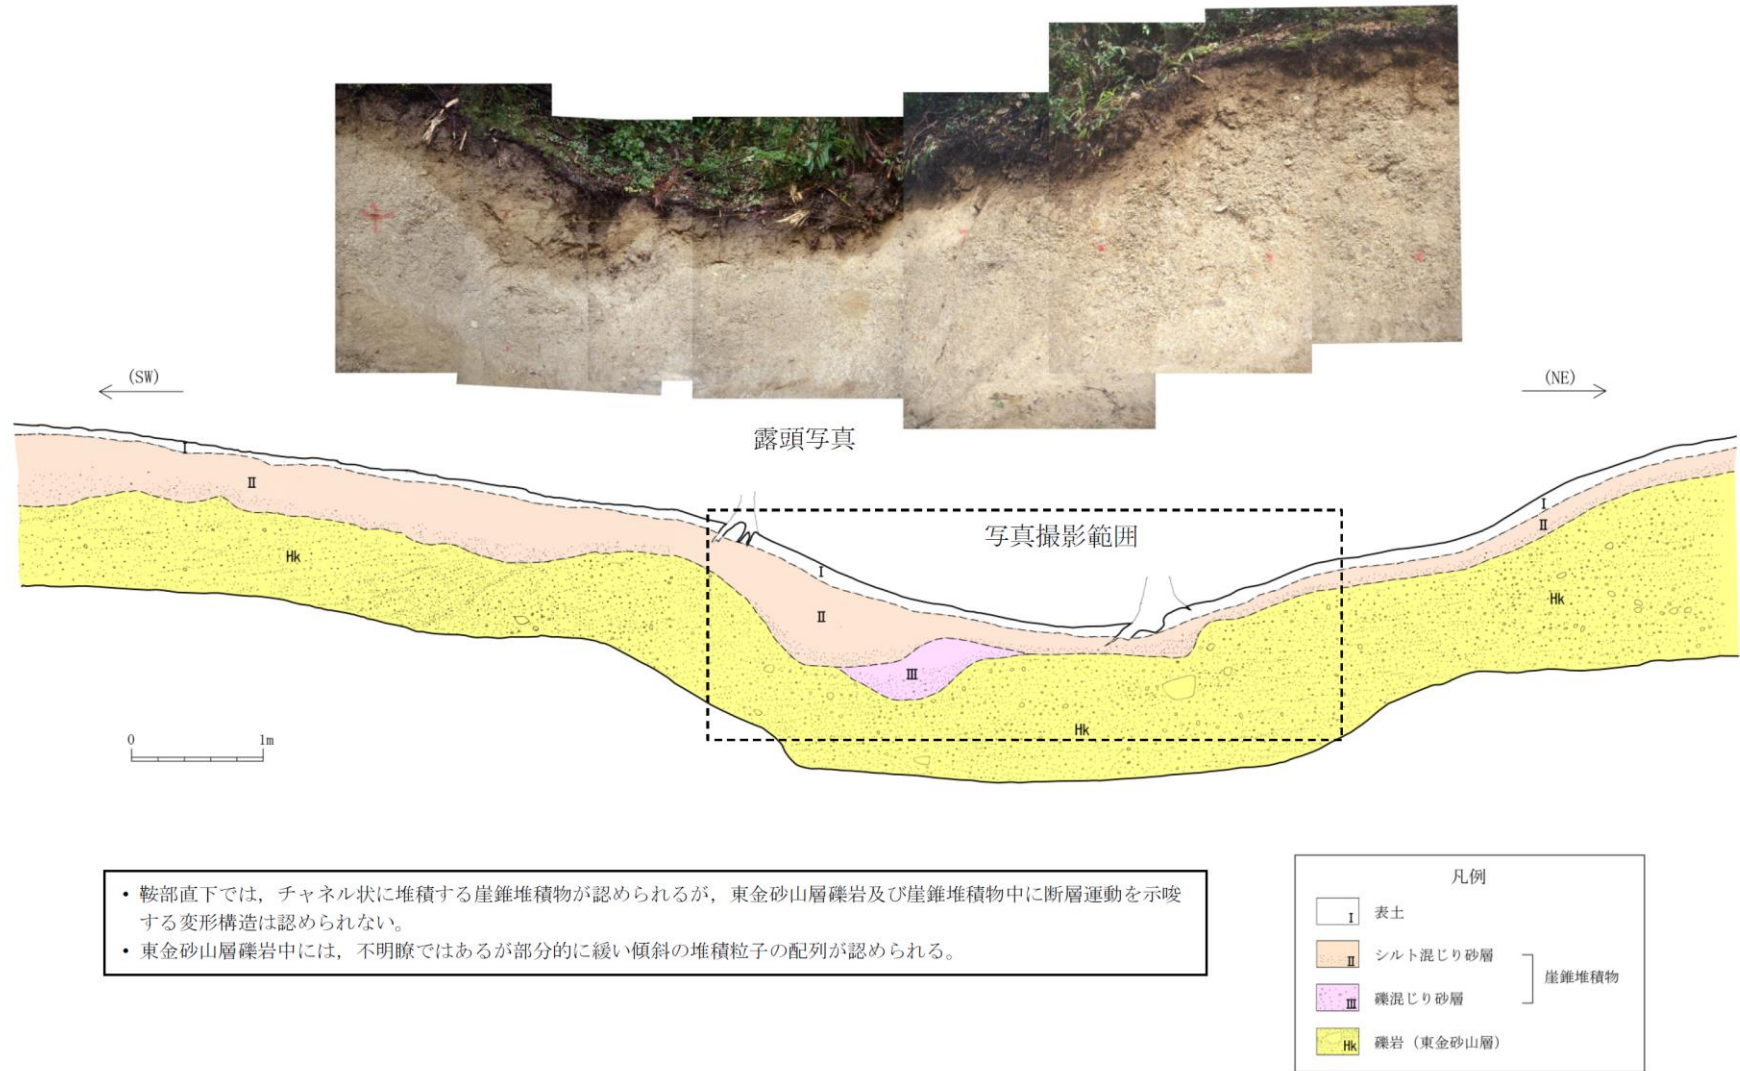 (SW)
(NE)
露頭写真
I
II
Hk
写真撮影範囲
I
II
III
Hk
I
II
Hk
0 1m
• 鞍部直下では，チャネル状に堆積する崖錐堆積物が認められるが，東金砂山層礫岩及び崖錐堆積物中に断層運動を示唆
する変形構造は認められない。
• 東金砂山層礫岩中には，不明瞭ではあるが部分的に緩い傾斜の堆積粒子の配列が認められる。
凡例
I 表土
II シルト混じり砂層
崖錐堆積物
III 礫混じり砂層
Hk 礫岩（東金砂山層）